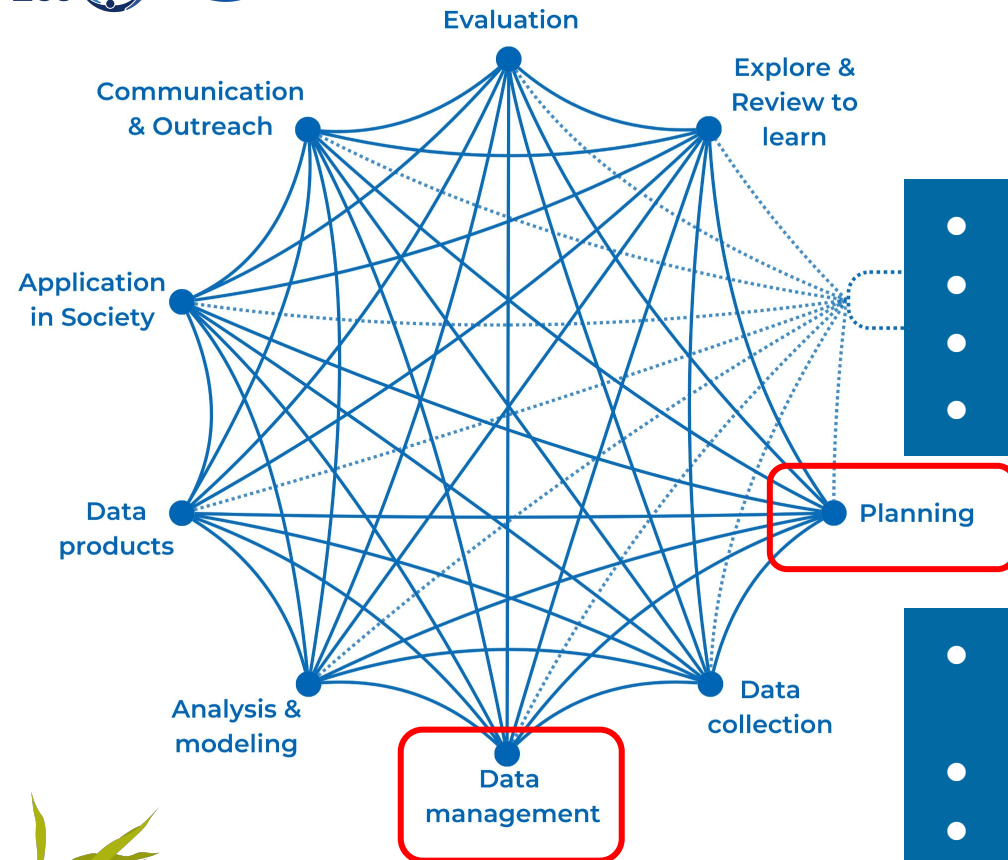 Evaluation
Explore &
Review to
learn
Communication
& Outreach
Application
in Society
Data
products
Planning
Analysis &
modeling
Data
collection
Data
management